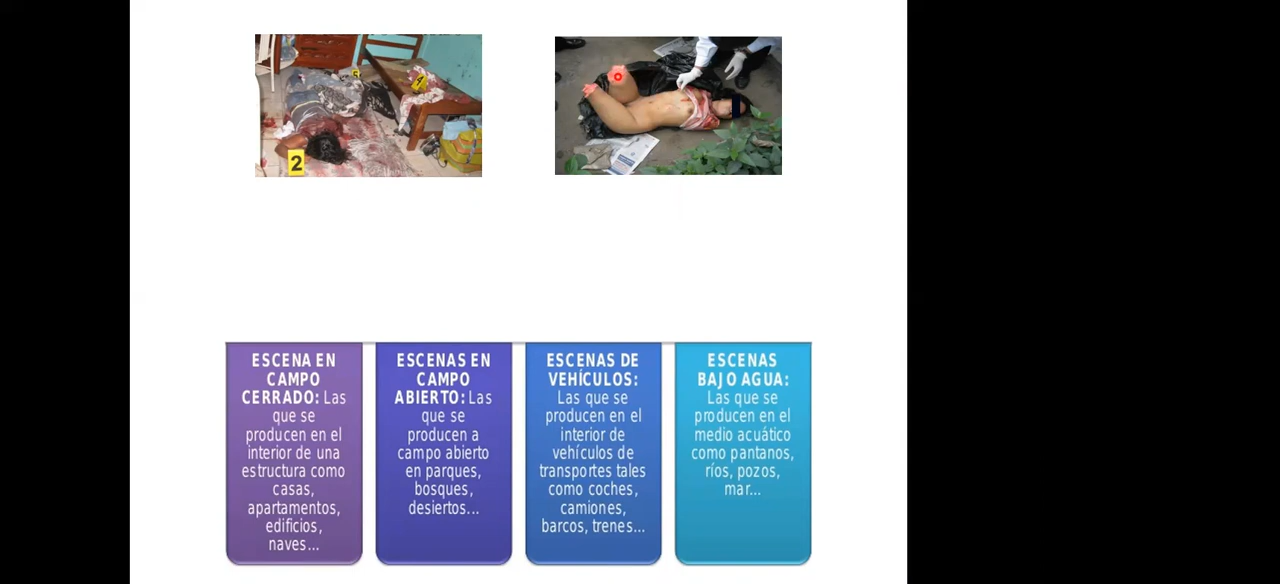 2
ESCENA EN
CAMPO
CERRADO: Las
que se
producen en el
interior de una
estructura como
casas,
apartamentos,
edificios,
naves...
ESCENAS EN
CAMPO
ABIERTO: Las
que se
producen a
campo abierto
en parques,
bosques,
desiertos...
ESCENAS DE
VEHÍCULOS:
Las que se
producen en el
interior de
vehículos de
transportes tales
como coches,
camiones,
barcos, trenes...
ESCENAS
BAJO AGUA:
Las que se
producen en el
medio acuático
como pantanos,
ríos, pozos,
mar...